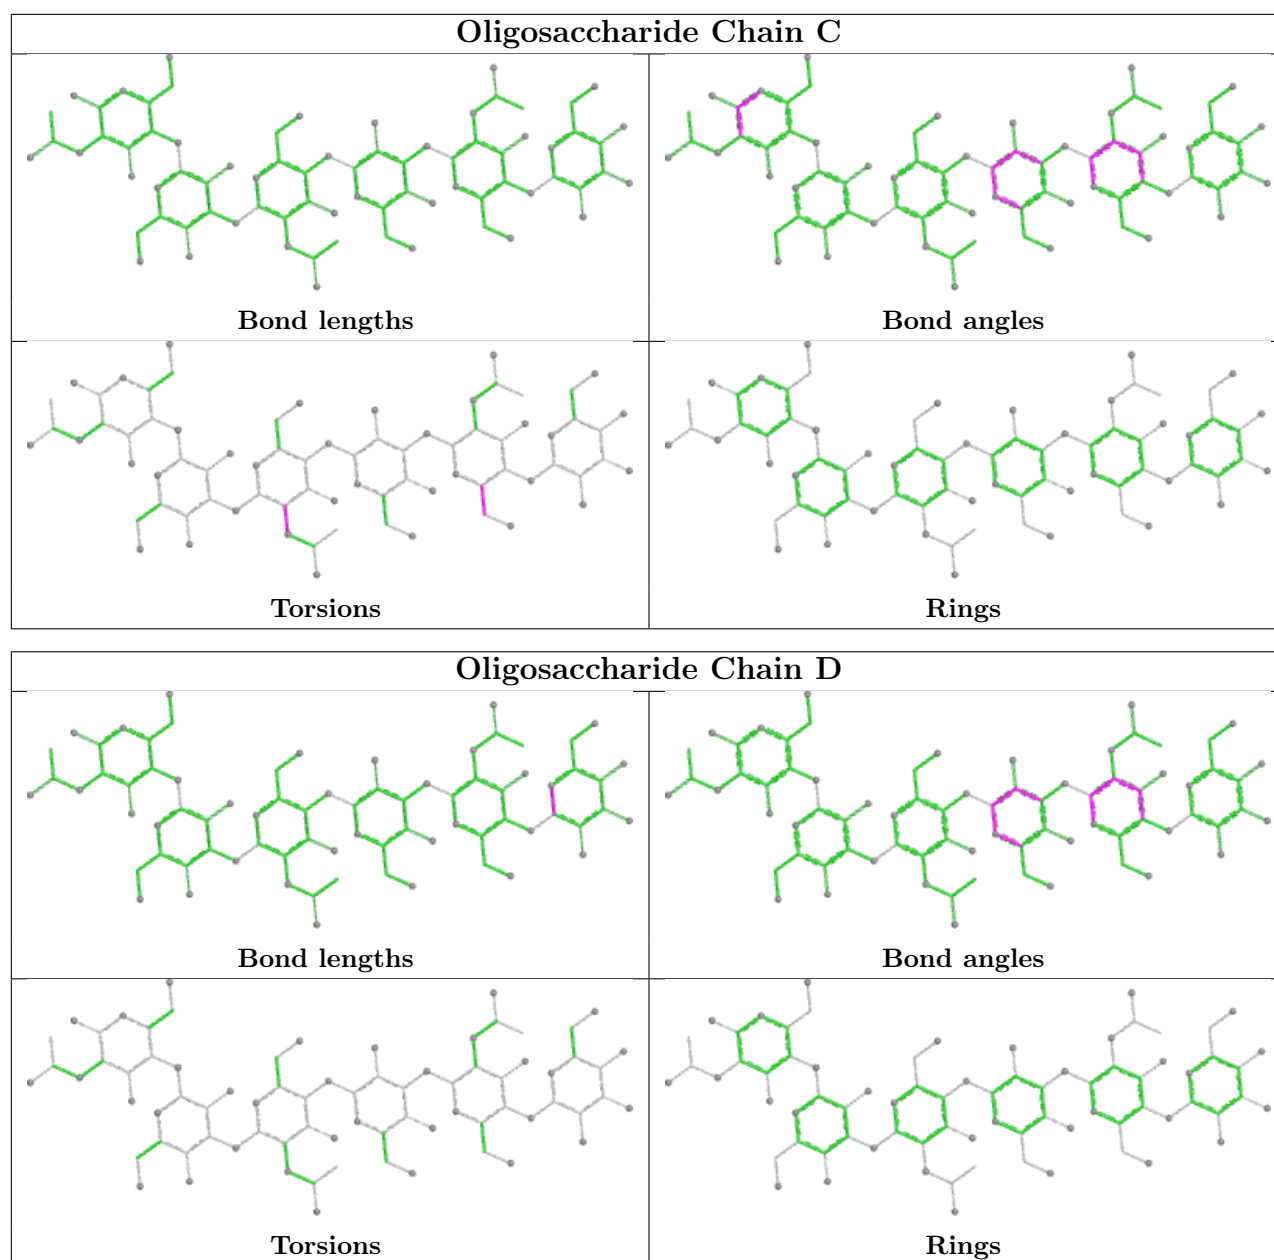 Oligosaccharide Chain C
Bond lengths
Bond angles
Torsions
Rings
Oligosaccharide Chain D
Bond lengths
Bond angles
Torsions
Rings